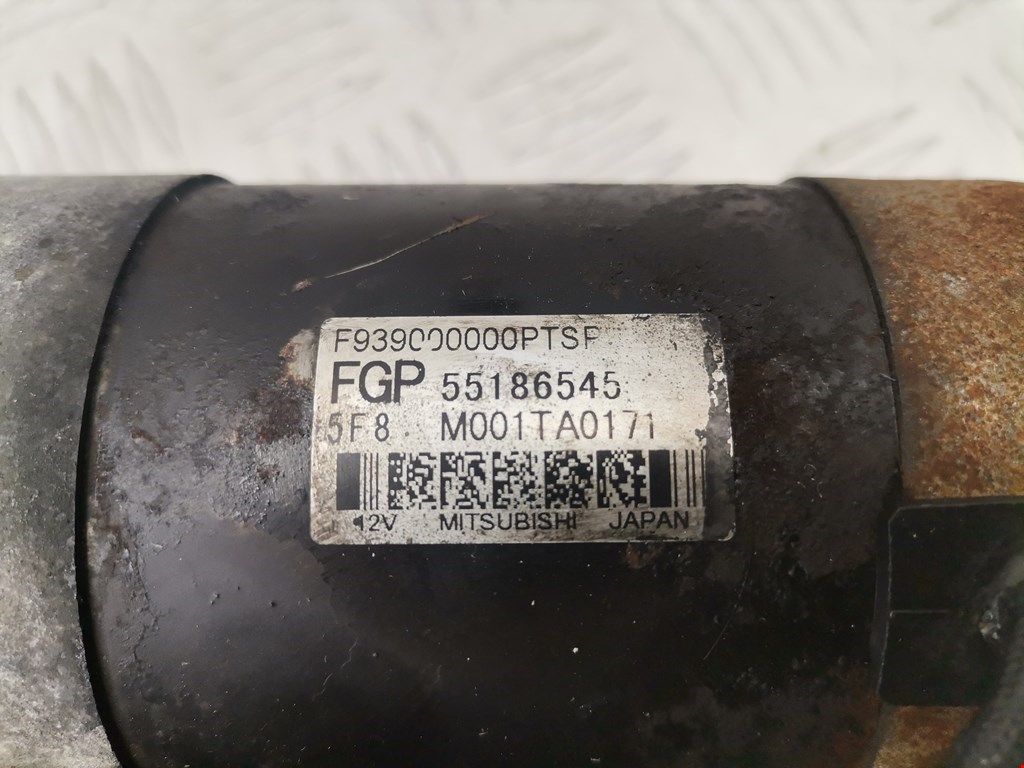 F939000000PTSF
FGP 55186545
5F8 M001TA0171
12V MITSUBISHI JAPAN